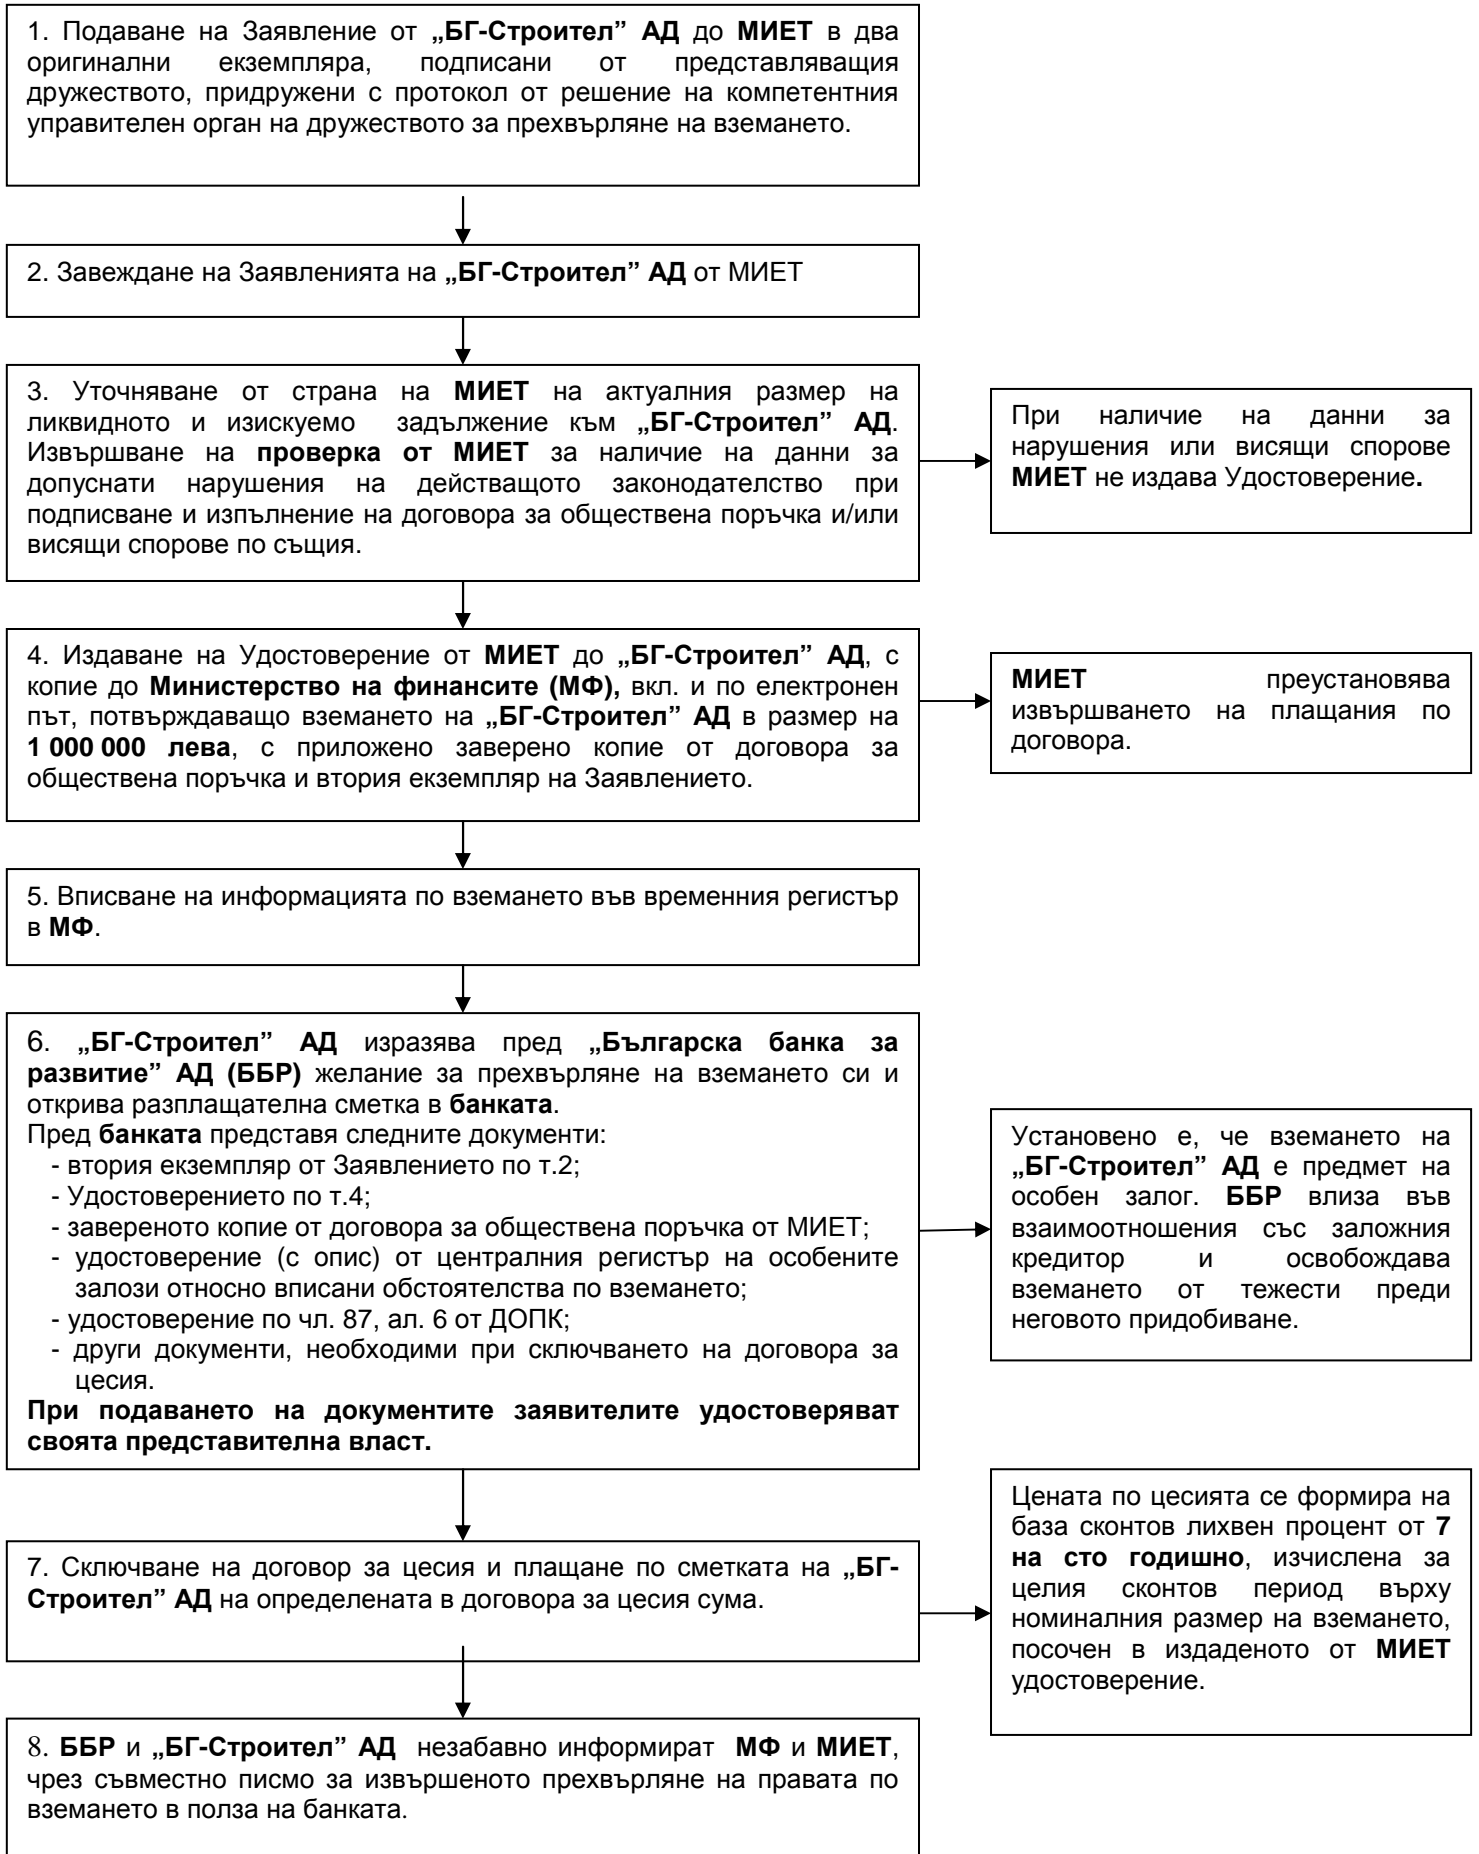 1. Подаване на Заявление от „БГ-Строител” АД до МИЕТ в два
оригинални екземпляра, подписани от представляващия
дружеството, придружени с протокол от решение на компетентния
управителен орган на дружеството за прехвърляне на вземането.
2. Завеждане на Заявленията на „БГ-Строител” АД от МИЕТ
3. Уточняване от страна на МИЕТ на актуалния размер на
ликвидното и изискуемо задължение към „БГ-Строител” АД.
Извършване на проверка от МИЕТ за наличие на данни за
допуснати нарушения на действащото законодателство при
подписване и изпълнение на договора за обществена поръчка и/или
висящи спорове по същия.
При наличие на данни за
нарушения или висящи спорове
МИЕТ не издава Удостоверение.
4. Издаване на Удостоверение от МИЕТ до „БГ-Строител” АД, с
копие до Министерство на финансите (МФ), вкл. и по електронен
път, потвърждаващо вземането на „БГ-Строител” АД в размер на
1 000 000 лева, с приложено заверено копие от договора за
обществена поръчка и втория екземпляр на Заявлението.
МИЕТ преустановява
извършването на плащания по
договора.
5. Вписване на информацията по вземането във временния регистър
в МФ.
6. „БГ-Строител” АД изразява пред „Българска банка за
развитие” АД (ББР) желание за прехвърляне на вземането си и
открива разплащателна сметка в банката.
Пред банката представя следните документи:
- втория екземпляр от Заявлението по т.2;
- Удостоверението по т.4;
- завереното копие от договора за обществена поръчка от МИЕТ;
- удостоверение (с опис) от централния регистър на особените
залози относно вписани обстоятелства по вземането;
- удостоверение по чл. 87, ал. 6 от ДОПК;
- други документи, необходими при сключването на договора за
цесия.
При подаването на документите заявителите удостоверяват
своята представителна власт.
Установено е, че вземането на
„БГ-Строител” АД е предмет на
особен залог. ББР влиза във
взаимоотношения със заложния
кредитор и освобождава
вземането от тежести преди
неговото придобиване.
7. Сключване на договор за цесия и плащане по сметката на „БГ-
Строител” АД на определената в договора за цесия сума.
Цената по цесията се формира на
база сконтов лихвен процент от 7
на сто годишно, изчислена за
целия сконтов период върху
номиналния размер на вземането,
посочен в издаденото от МИЕТ
удостоверение.
8. ББР и „БГ-Строител” АД незабавно информират МФ и МИЕТ,
чрез съвместно писмо за извършеното прехвърляне на правата по
вземането в полза на банката.